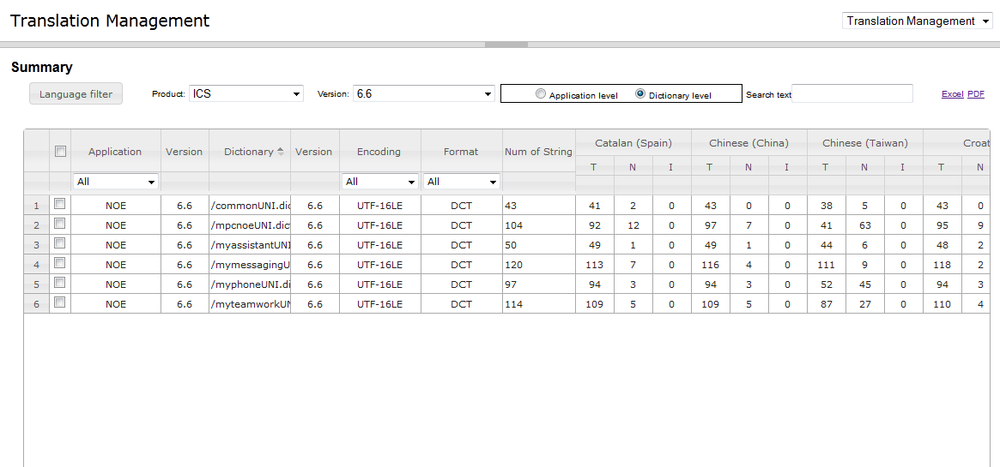 Translation Management Translation Management
Summary
Language filter Product: ICS Version: 6.6 Application level Dictionary level Search text Excel PDF
Catalan (Spain) Chinese (China) Chinese (Taiwan) Croat
Application Version Dictionary Version Encoding Format Num of String
T N I T N I T N I T N
All All All
1 NOE 6.6 /commonUNI.dic 6.6 UTF-16LE DCT 43 41 2 0 43 0 0 38 5 0 43 0
2 NOE 6.6 /mpcnoeUNI.dic 6.6 UTF-16LE DCT 104 92 12 0 97 7 0 41 63 0 95 9
3 NOE 6.6 /myassistantUNI 6.6 UTF-16LE DCT 50 49 1 0 49 1 0 44 6 0 48 2
4 NOE 6.6 /mymessagingU 6.6 UTF-16LE DCT 120 113 7 0 116 4 0 111 9 0 118 2
5 NOE 6.6 /myphoneUNI.di 6.6 UTF-16LE DCT 97 94 3 0 94 3 0 52 45 0 94 3
6 NOE 6.6 /myteamworkUN 6.6 UTF-16LE DCT 114 109 5 0 109 5 0 87 27 0 110 4